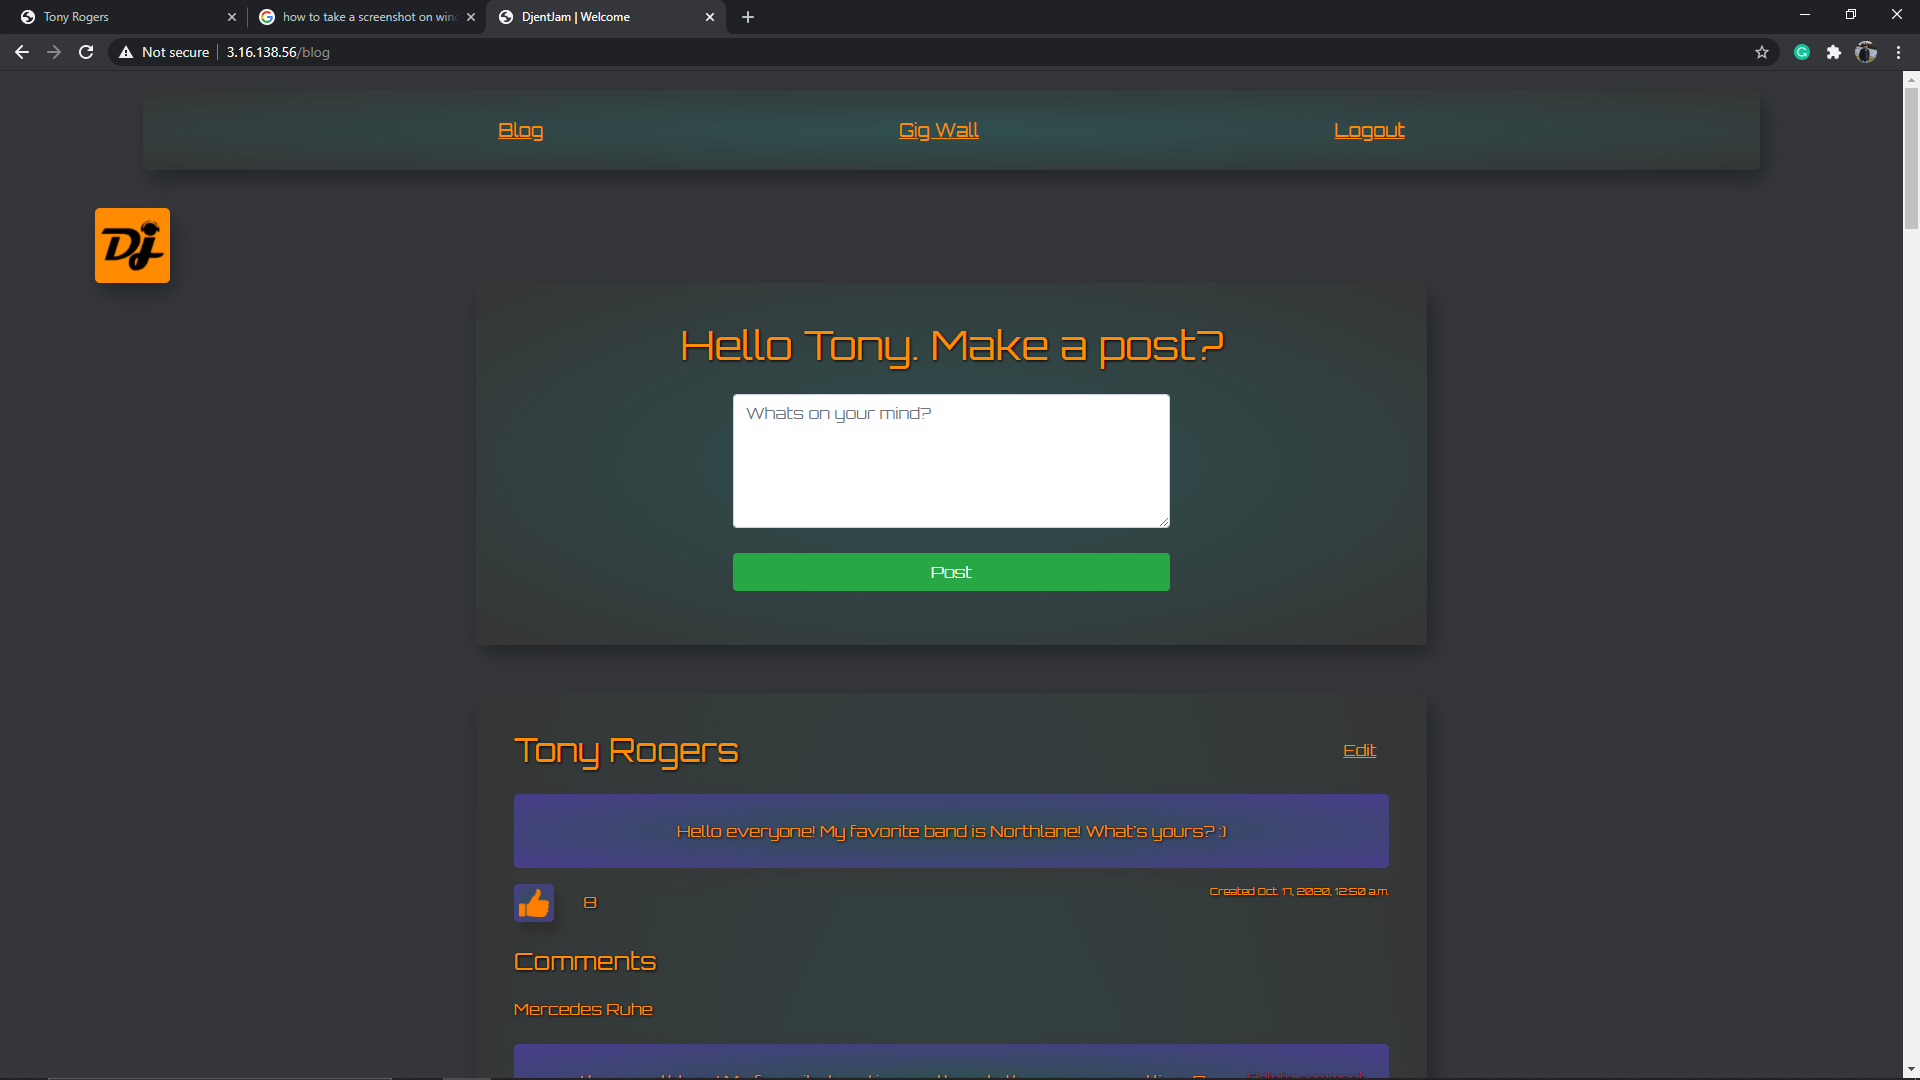 Tony Rogers
how to take a screenshot on win
DjentJam | Welcome
Not secure
3.16.138.56/blog
Blog
Gig Wall
Logout
Dj
Hello Tony. Make a post?
Whats on your mind?
Post
Tony Rogers
Edit
Hello everyone! My favorite band is Northlane! What's yours? :)
8
Created Oct. 17, 2020, 12:50 a.m.
Comments
Mercedes Ruhe